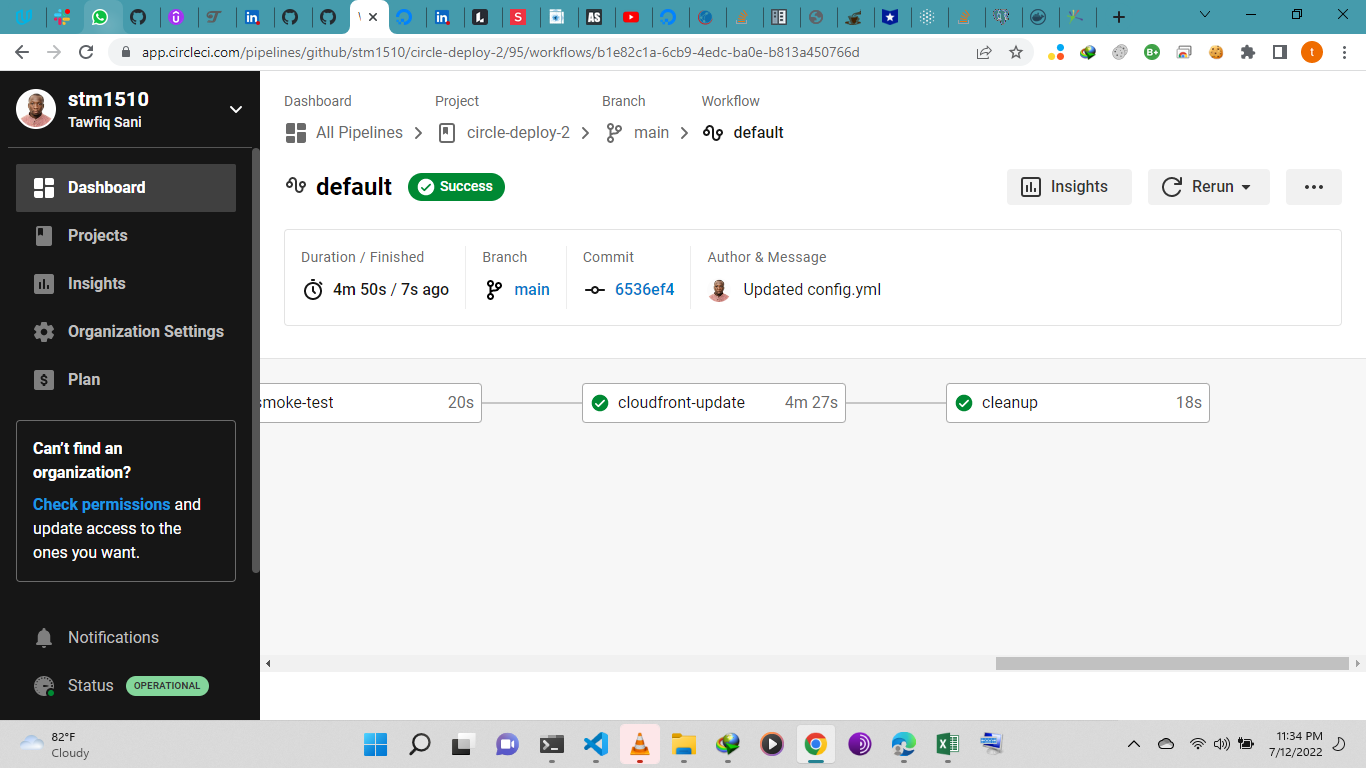 app.circleci.com/pipelines/github/stm1510/circle-deploy-2/95/workflows/b1e82c1a-6cb9-4edc-ba0e-b813a450766d
stm1510
Tawfiq Sani
Dashboard
Projects
Insights
Organization Settings
Plan
Can't find an
organization?
Check permissions and
update access to the
ones you want.
Notifications
Status OPERATIONAL
Dashboard Project Branch Workflow
All Pipelines circle-deploy-2 main default
default Success Insights Rerun
Duration / Finished Branch Commit Author & Message
4m 50s / 7s ago main 6536ef4 Updated config.yml
smoke-test 20s cloudfront-update 4m 27s cleanup 18s
82°F
Cloudy
11:34 PM
7/12/2022